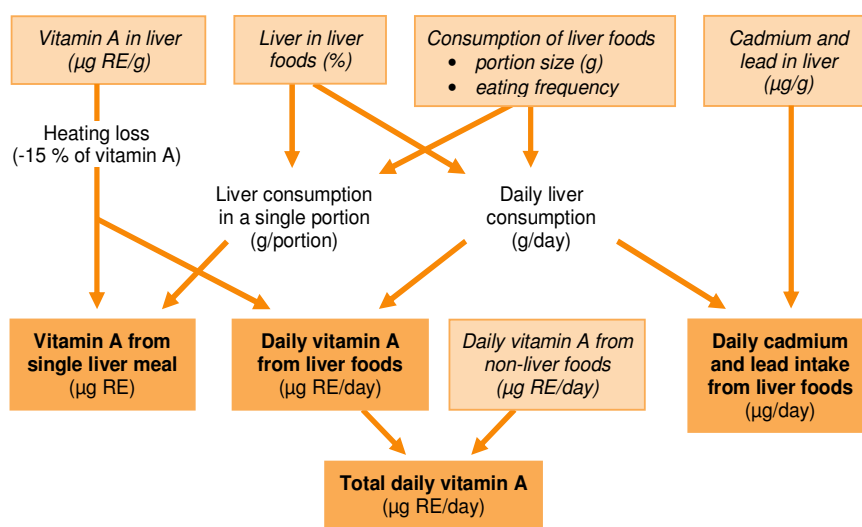 Vitamin A in liver
(µg RE/g)
Liver in liver
foods (%)
Consumption of liver foods
• portion size (g)
• eating frequency
Cadmium and
lead in liver
(µg/g)
Heating loss
(-15 % of vitamin A)
Liver consumption
in a single portion
(g/portion)
Daily liver
consumption
(g/day)
Vitamin A from
single liver meal
(µg RE)
Daily vitamin A
from liver foods
(µg RE/day)
Daily vitamin A from
non-liver foods
(µg RE/day)
Daily cadmium
and lead intake
from liver foods
(µg/day)
Total daily vitamin A
(µg RE/day)